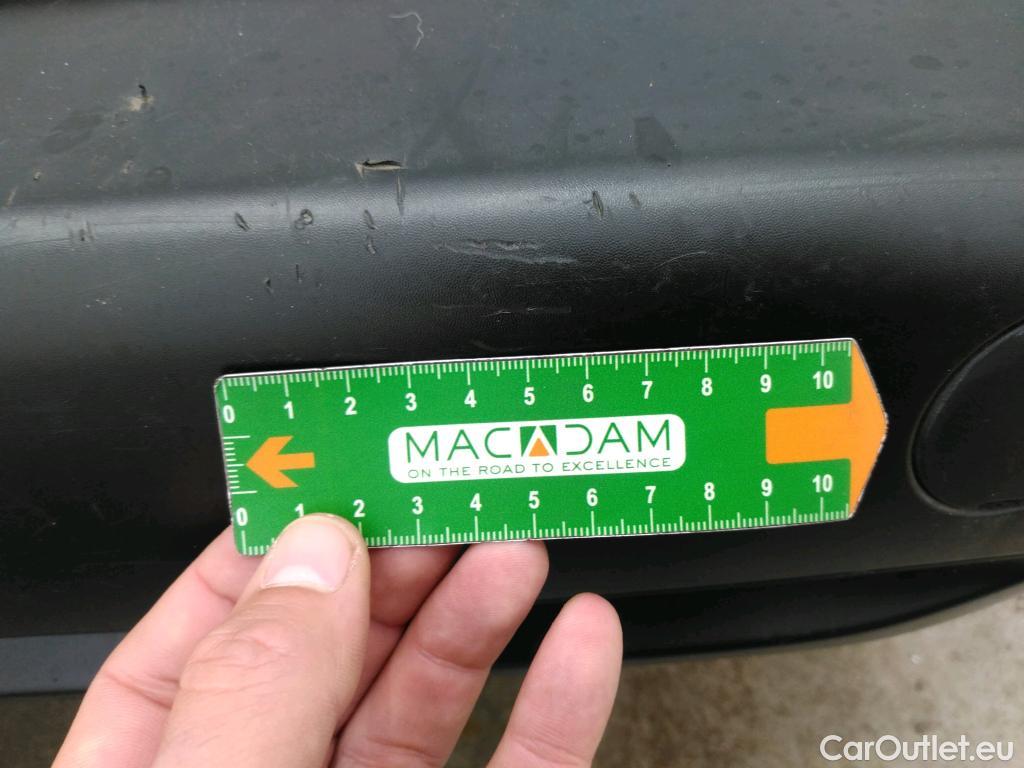 0 1 2 3 4 5 6 7 8 9 10
MACADAM
ON THE ROAD TO EXCELLENCE
0 1 2 3 4 5 6 7 8 9 10
CarOutlet.eu